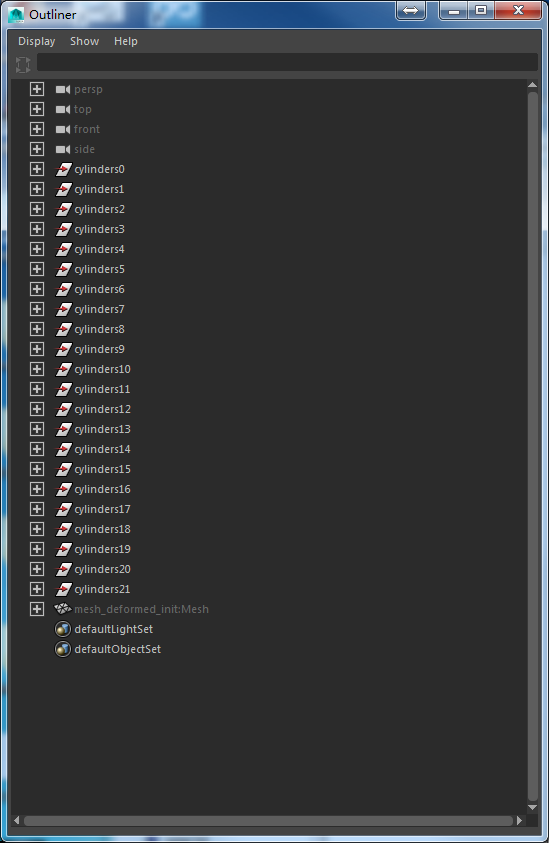 Outliner
Display Show Help
persp
top
front
side
cylinders0
cylinders1
cylinders2
cylinders3
cylinders4
cylinders5
cylinders6
cylinders7
cylinders8
cylinders9
cylinders10
cylinders11
cylinders12
cylinders13
cylinders14
cylinders15
cylinders16
cylinders17
cylinders18
cylinders19
cylinders20
cylinders21
mesh_deformed_init:Mesh
defaultLightSet
defaultObjectSet